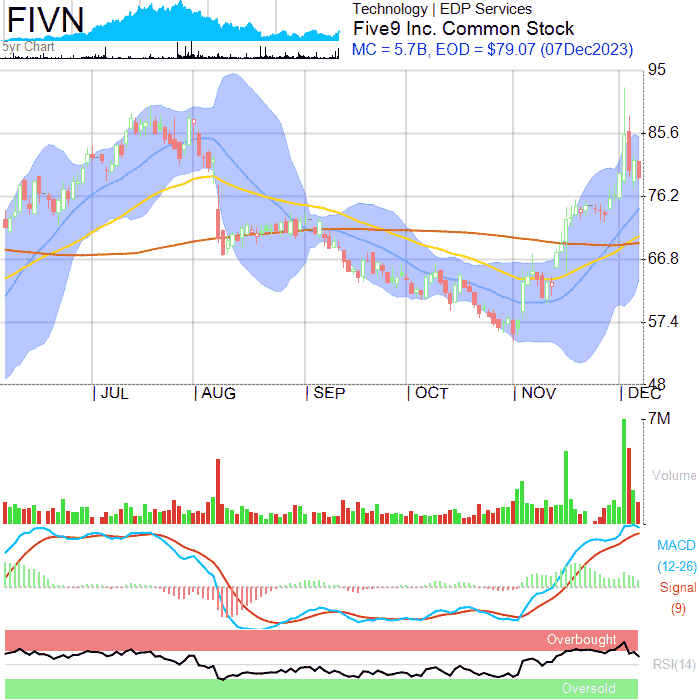 FIVN
5yr Chart
Technology | EDP Services
Five9 Inc. Common Stock
MC = 5.7B, EOD = $79.07 (07Dec2023)
95
85.6
76.2
66.8
57.4
48
JUL
AUG
SEP
OCT
NOV
DEC
7M
Volume
MACD
(12-26)
Signal
(9)
Overbought
RSI(14)
Oversold